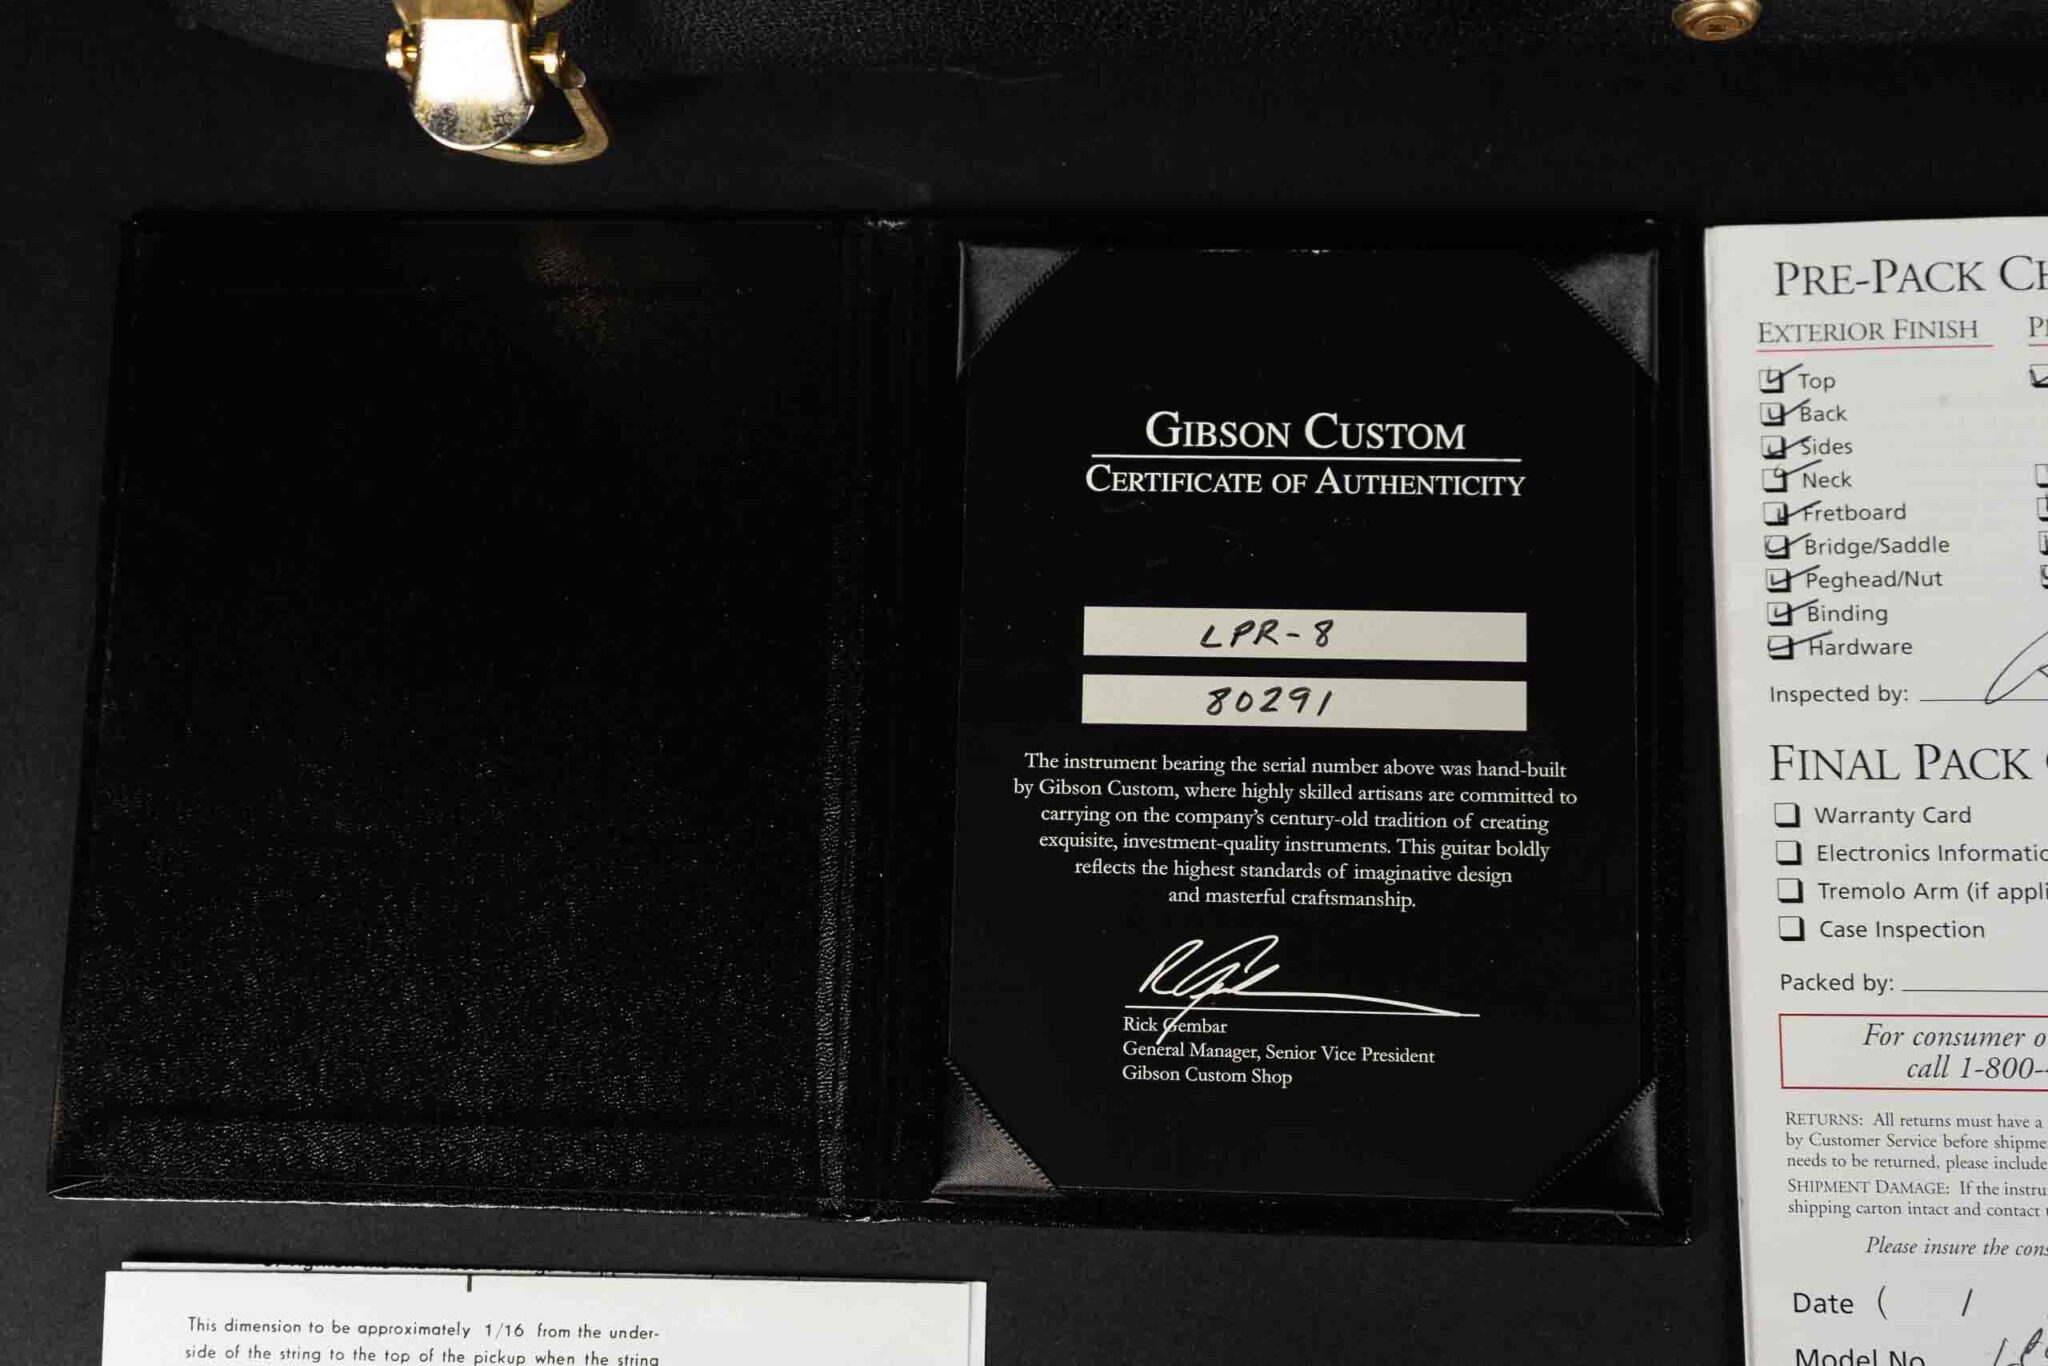 GIBSON CUSTOM
CERTIFICATE OF AUTHENTICITY
LPR-8
80291
The instrument bearing the serial number above was hand-built
by Gibson Custom, where highly skilled artisans are committed to
carrying on the company's century-old tradition of creating
exquisite, investment-quality instruments. This guitar boldly
reflects the highest standards of imaginative design
and masterful craftsmanship.
Rick Gembar
General Manager, Senior Vice President
Gibson Custom Shop
PRE-PACK
EXTERIOR FINISH
Top
Back
Sides
Neck
Fretboard
Bridge/Saddle
Peghead/Nut
Binding
Hardware
Inspected by:
FINAL PACK
Warranty Card
Electronics
Tremolo Arm (if
Case Inspection
Packed by:
For consumer
call 1-800-
RETURNS: All returns must have a
by Customer Service before
needs to be returned, please include
SHIPMENT DAMAGE: If the
shipping carton intact and contact
Please insure the
Date ( /
Model No
This dimension to be approximately 1/16 from the under-
side of the string to the top of the pickup when the string